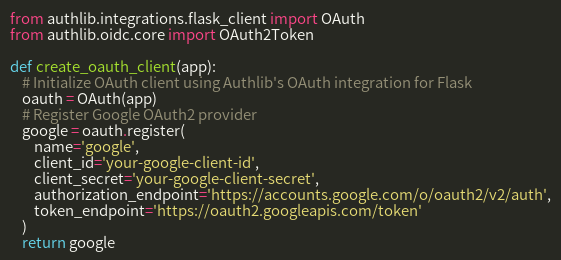 from authlib.integrations.flask_client import OAuth
from authlib.oidc.core import OAuth2Token

def create_oauth_client(app):
    # Initialize OAuth client using Authlib's OAuth integration for Flask
    oauth = OAuth(app)
    # Register Google OAuth2 provider
    google = oauth.register(
        name='google',
        client_id='your-google-client-id',
        client_secret='your-google-client-secret',
        authorization_endpoint='https://accounts.google.com/o/oauth2/v2/auth',
        token_endpoint='https://oauth2.googleapis.com/token'
    )
    return google